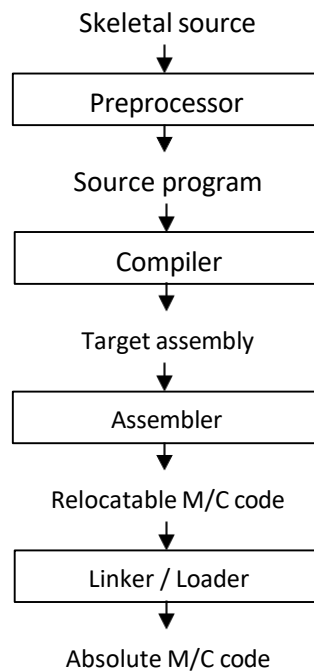 Skeletal source
Preprocessor
Source program
Compiler
Target assembly
Assembler
Relocatable M/C code
Linker / Loader
Absolute M/C code